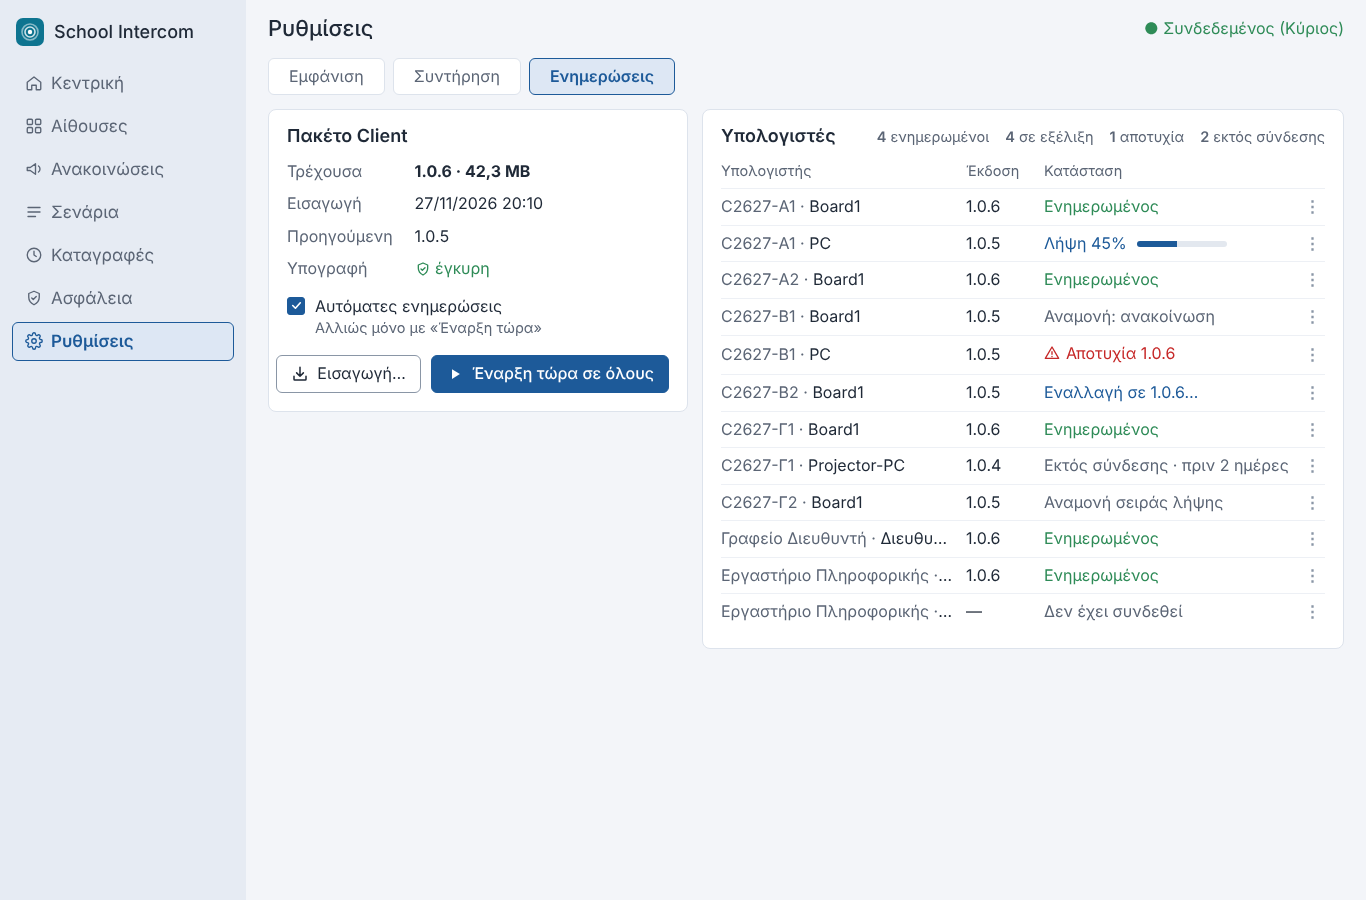 School Intercom
Κεντρική
Αίθουσες
Ανακοινώσεις
Σενάρια
Καταγραφές
Ασφάλεια
Ρυθμίσεις
Ρυθμίσεις
Συνδεδεμένος (Κύριος)
Εμφάνιση
Συντήρηση
Ενημερώσεις
Πακέτο Client
Τρέχουσα 1.0.6 · 42,3 MB
Εισαγωγή 27/11/2026 20:10
Προηγούμενη 1.0.5
Υπογραφή έγκυρη
Αυτόματες ενημερώσεις
Αλλιώς μόνο με «Έναρξη τώρα»
Εισαγωγή…
Έναρξη τώρα σε όλους
Υπολογιστές 4 ενημερωμένοι 4 σε εξέλιξη 1 αποτυχία 2 εκτός σύνδεσης
Υπολογιστής Έκδοση Κατάσταση
C2627-A1 · Board1 1.0.6 Ενημερωμένος
C2627-A1 · PC 1.0.5 Λήψη 45%
C2627-A2 · Board1 1.0.6 Ενημερωμένος
C2627-B1 · Board1 1.0.5 Αναμονή: ανακοίνωση
C2627-B1 · PC 1.0.5 Αποτυχία 1.0.6
C2627-B2 · Board1 1.0.5 Εναλλαγή σε 1.0.6…
C2627-Γ1 · Board1 1.0.6 Ενημερωμένος
C2627-Γ1 · Projector-PC 1.0.4 Εκτός σύνδεσης · πριν 2 ημέρες
C2627-Γ2 · Board1 1.0.5 Αναμονή σειράς λήψης
Γραφείο Διευθυντή · Διευθυ… 1.0.6 Ενημερωμένος
Εργαστήριο Πληροφορικής ·… 1.0.6 Ενημερωμένος
Εργαστήριο Πληροφορικής ·… — Δεν έχει συνδεθεί